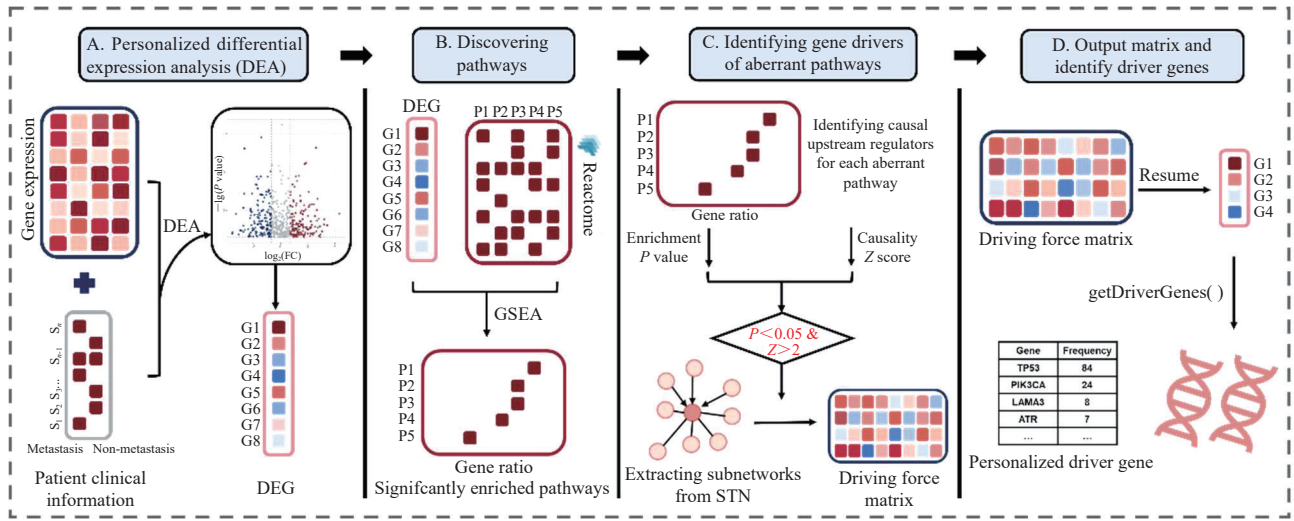 A. Personalized differential
expression analysis (DEA)
B. Discovering
pathways
C. Identifying gene drivers
of aberrant pathways
D. Output matrix and
identify driver genes
Gene expression
DEA
−lg(P value)
log₂(FC)
Sₙ
Sₙ₋₁
S₃...
S₂
S₁
Metastasis
Non-metastasis
Patient clinical
information
G1
G2
G3
G4
G5
G6
G7
G8
DEG
DEG
G1
G2
G3
G4
G5
G6
G7
G8
P1 P2 P3 P4 P5
Reactome
GSEA
P1
P2
P3
P4
P5
Gene ratio
Signifcantly enriched pathways
P1
P2
P3
P4
P5
Gene ratio
Identifying causal
upstream regulators
for each aberrant
pathway
Enrichment
P value
Causality
Z score
P<0.05 &
Z>2
Extracting subnetworks
from STN
Driving force
matrix
Driving force matrix
Resume
G1
G2
G3
G4
getDriverGenes( )
Gene Frequency
TP53 84
PIK3CA 24
LAMA3 8
ATR 7
... ...
Personalized driver gene